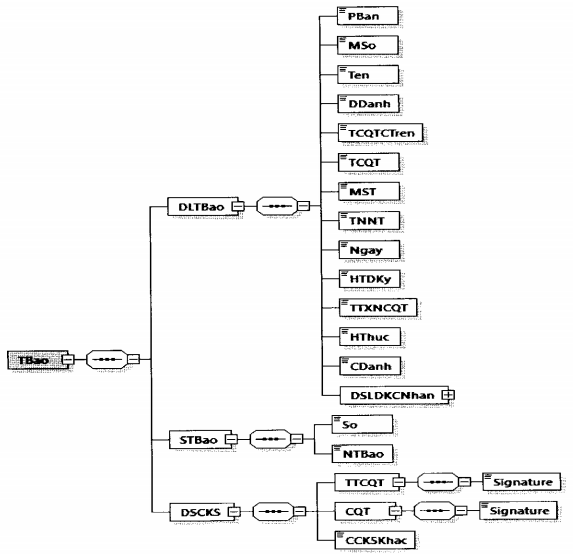 PBan
MSo
Ten
DDanh
TCQTCTren
TCQT
DLTBao
MST
TNNT
Ngay
HTDKy
TTXNCQT
HThuc
TBao
CDanh
DSLDKCNhan
So
STBao
NTBao
TTCQT Signature
DSCKS CQT Signature
CCKSKhac